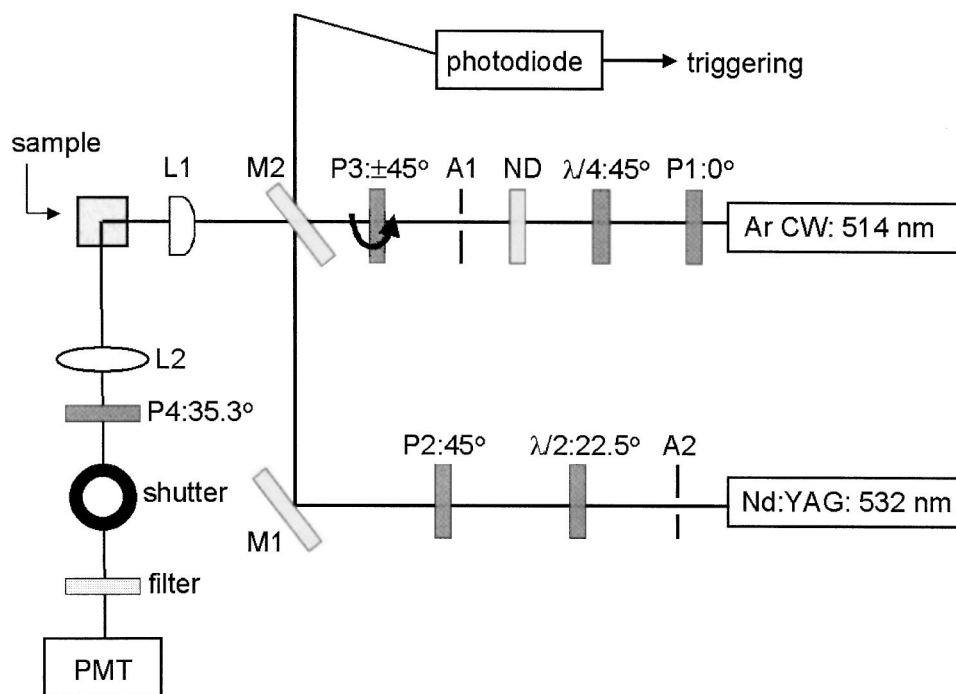 photodiode
triggering
sample
L1
M2
P3:±45°
A1
ND
λ/4:45°
P1:0°
Ar CW: 514 nm
L2
P4:35.3°
P2:45°
λ/2:22.5°
A2
shutter
Nd:YAG: 532 nm
M1
filter
PMT